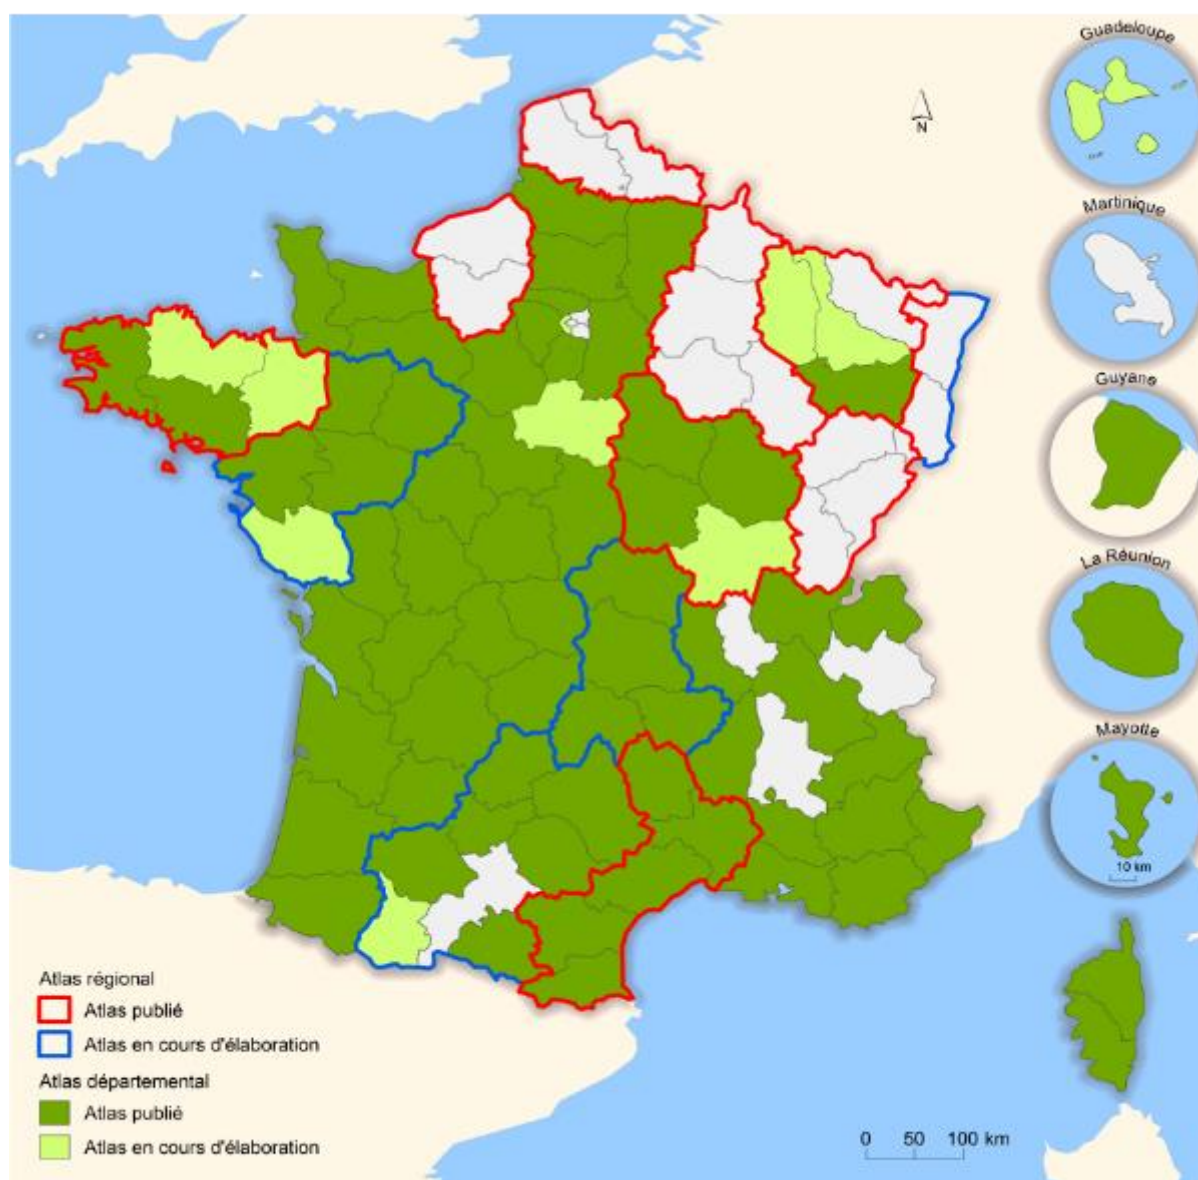 Guadeloupe
N
Martinique
Guyane
La Réunion
Mayotte
10 km
Atlas régional
Atlas publié
Atlas en cours d'élaboration
Atlas départemental
Atlas publié
Atlas en cours d'élaboration
0 50 100 km